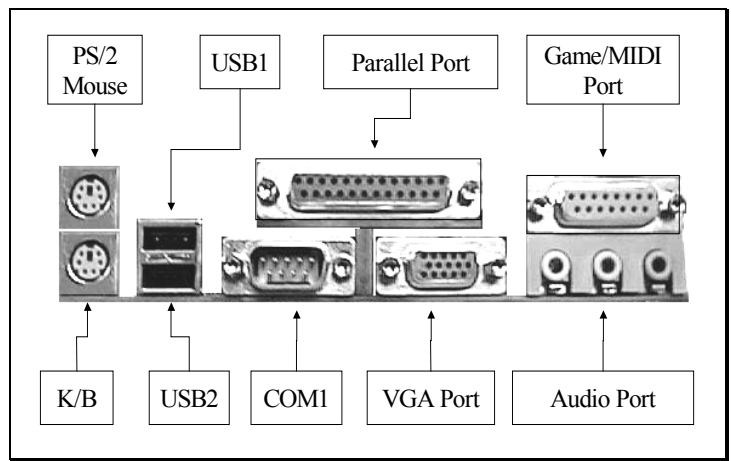 PS/2
Mouse
USB1
Parallel Port
Game/MIDI
Port
K/B
USB2
COM1
VGA Port
Audio Port